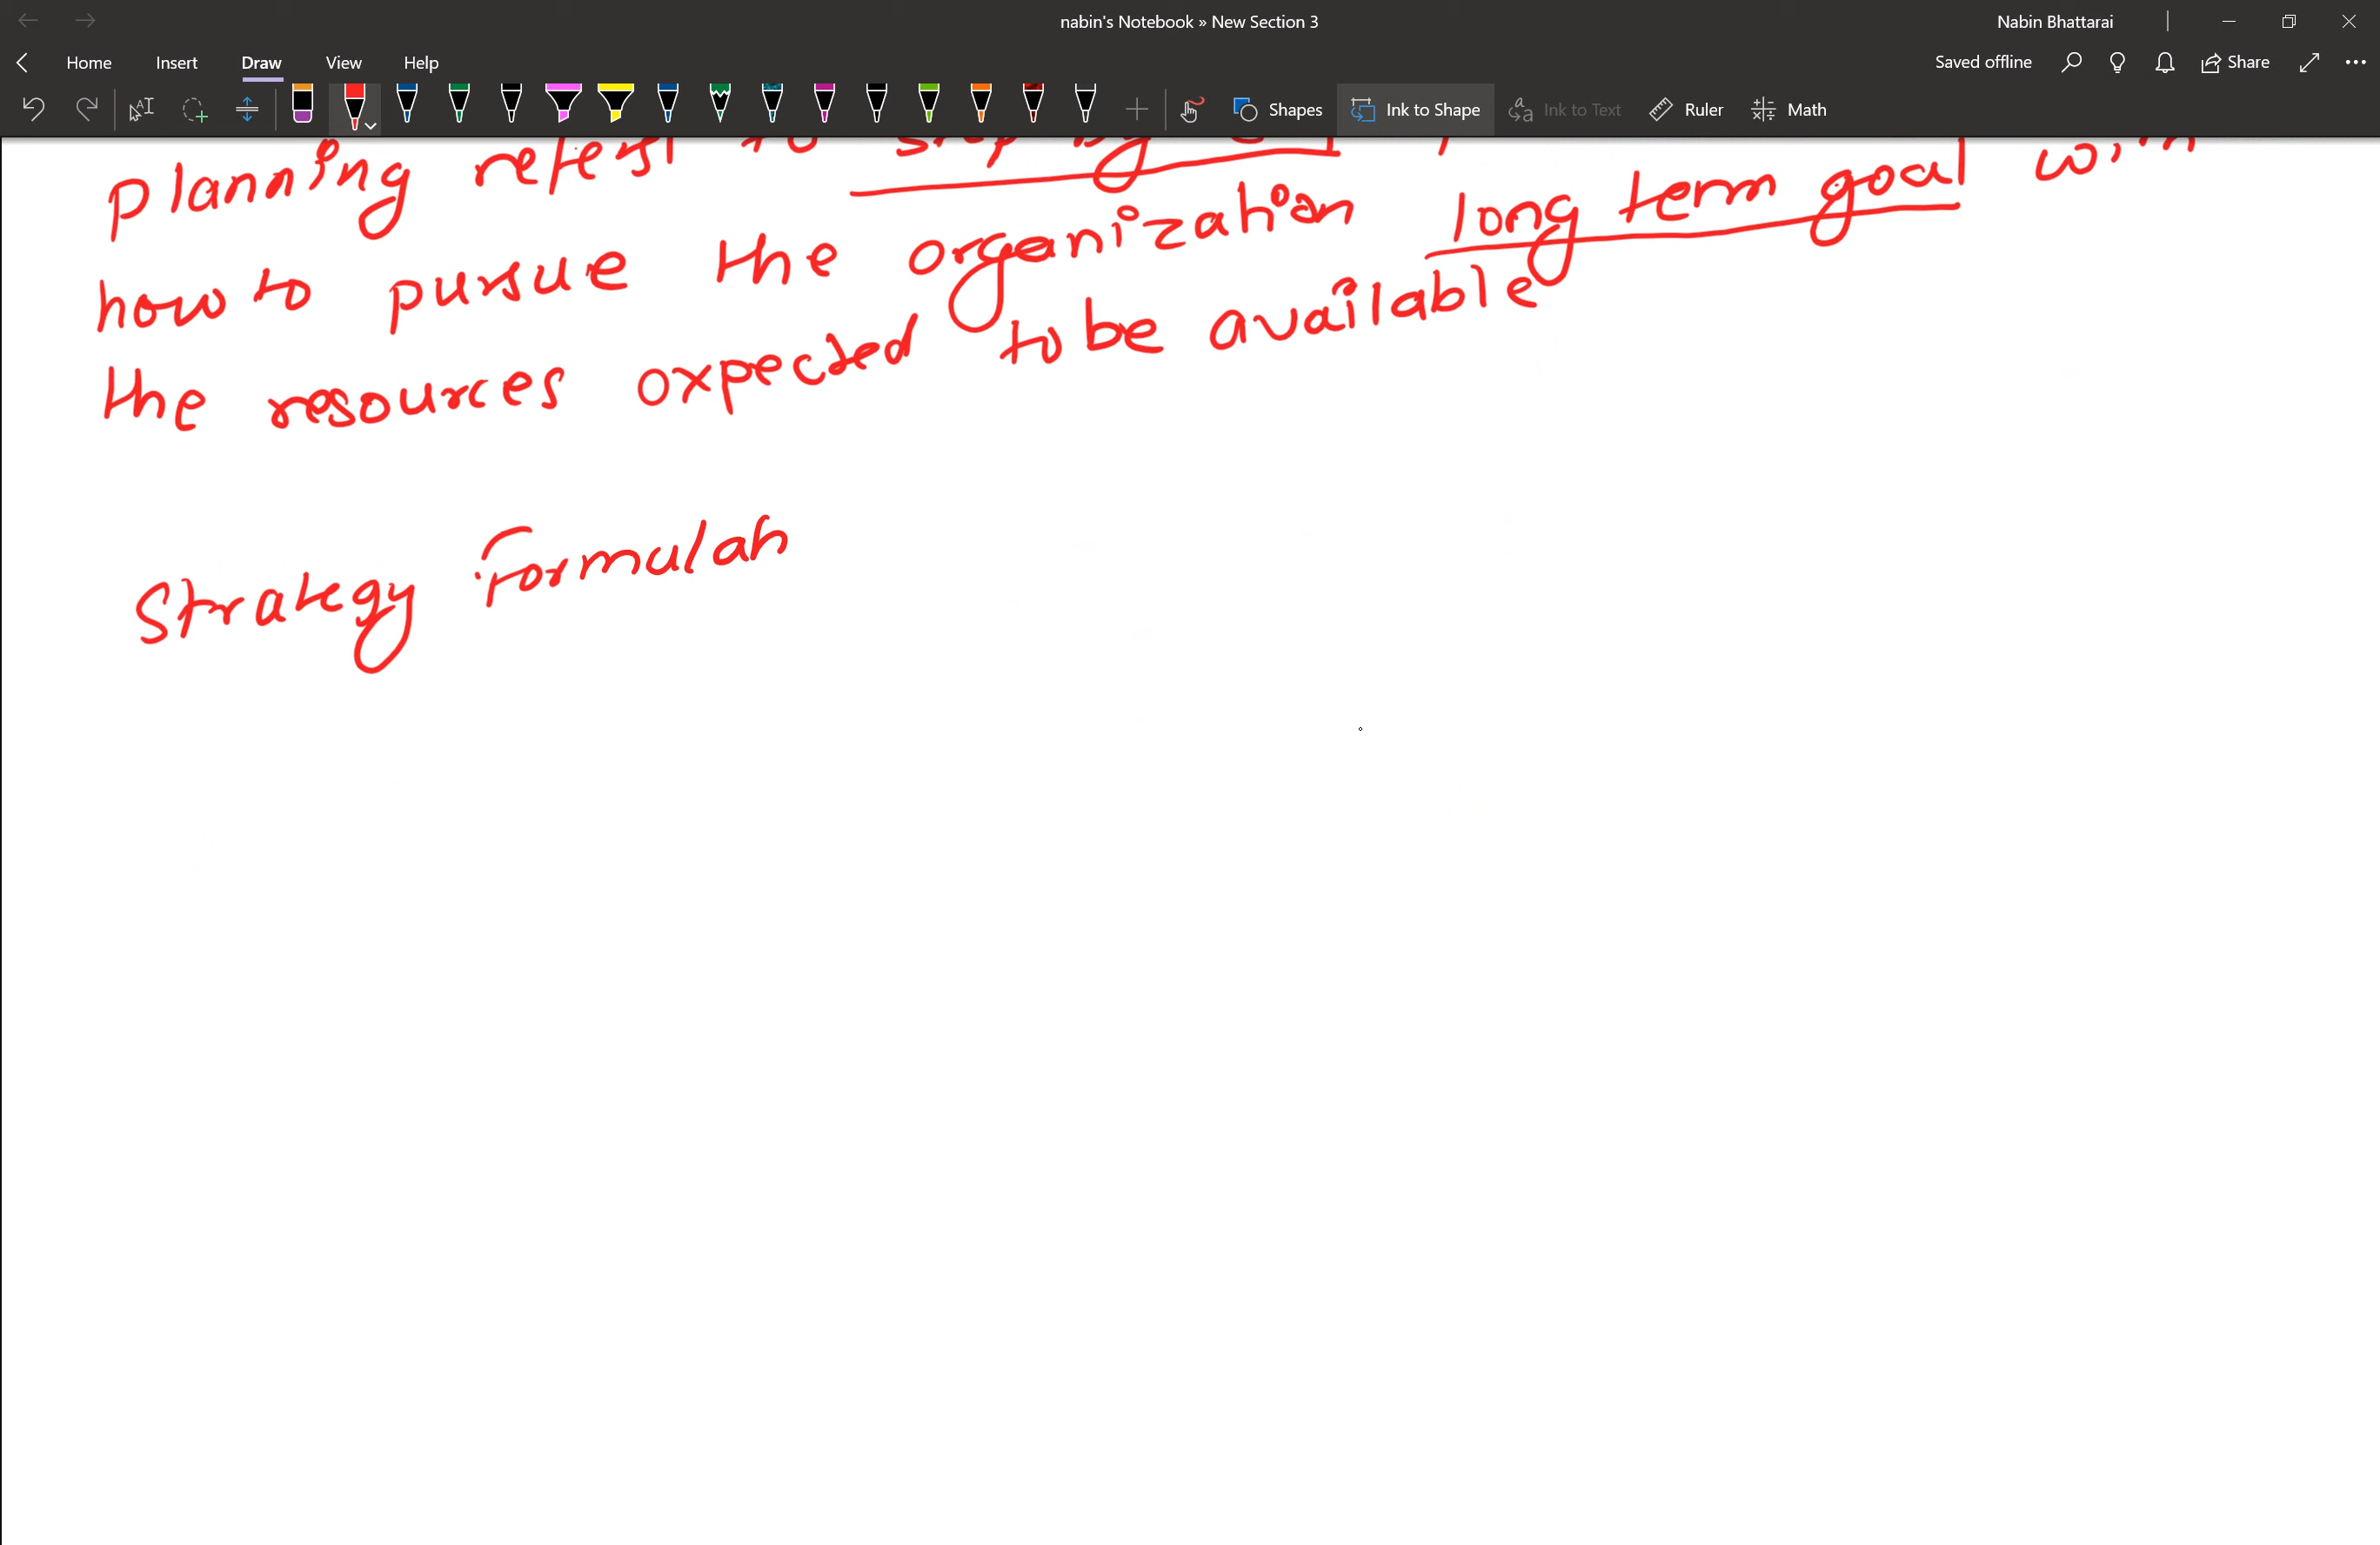 nabin's Notebook » New Section 3
Nabin Bhattarai
Home Insert Draw View Help
Saved offline
Share
Shapes
Ink to Shape
Ink to Text
Ruler
Math
planning refers to
how to pursue the organization long term goal with
the resources expected to be available
Strategy Formulati